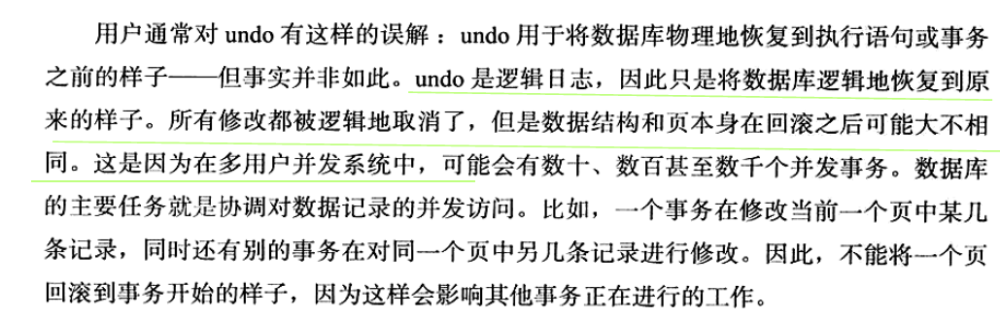 用户通常对 undo 有这样的误解：undo 用于将数据库物理地恢复到执行语句或事务
之前的样子——但事实并非如此。undo 是逻辑日志，因此只是将数据库逻辑地恢复到原
来的样子。所有修改都被逻辑地取消了，但是数据结构和页本身在回滚之后可能大不相
同。这是因为在多用户并发系统中，可能会有数十、数百甚至数千个并发事务。数据库
的主要任务就是协调对数据记录的并发访问。比如，一个事务在修改当前一个页中某几
条记录，同时还有别的事务在对同一个页中另几条记录进行修改。因此，不能将一个页
回滚到事务开始的样子，因为这样会影响其他事务正在进行的工作。